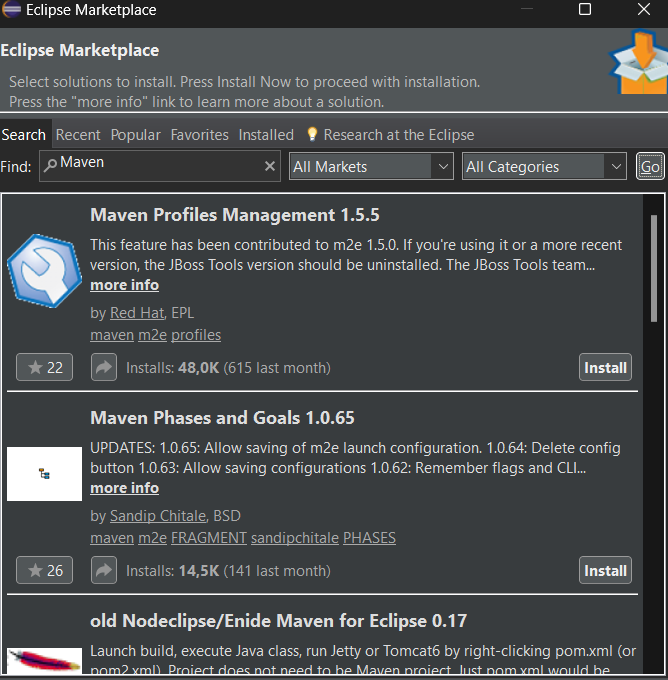 Eclipse Marketplace
Eclipse Marketplace
Select solutions to install. Press Install Now to proceed with installation.
Press the "more info" link to learn more about a solution.
Search Recent Popular Favorites Installed Research at the Eclipse
Find: Maven All Markets All Categories Go
Maven Profiles Management 1.5.5
This feature has been contributed to m2e 1.5.0. If you're using it or a more recent
version, the JBoss Tools version should be uninstalled. The JBoss Tools team...
more info
by Red Hat, EPL
maven m2e profiles
22 Installs: 48,0K (615 last month) Install
Maven Phases and Goals 1.0.65
UPDATES: 1.0.65: Allow saving of m2e launch configuration. 1.0.64: Delete config
button 1.0.63: Allow saving configurations 1.0.62: Remember flags and CLI...
more info
by Sandip Chitale, BSD
maven m2e FRAGMENT sandipchitale PHASES
26 Installs: 14,5K (141 last month) Install
old Nodeclipse/Enide Maven for Eclipse 0.17
Launch build, execute Java class, run Jetty or Tomcat6 by right-clicking pom.xml (or
pom2.xml). Project does not need to be Maven project. Just pom.xml would be